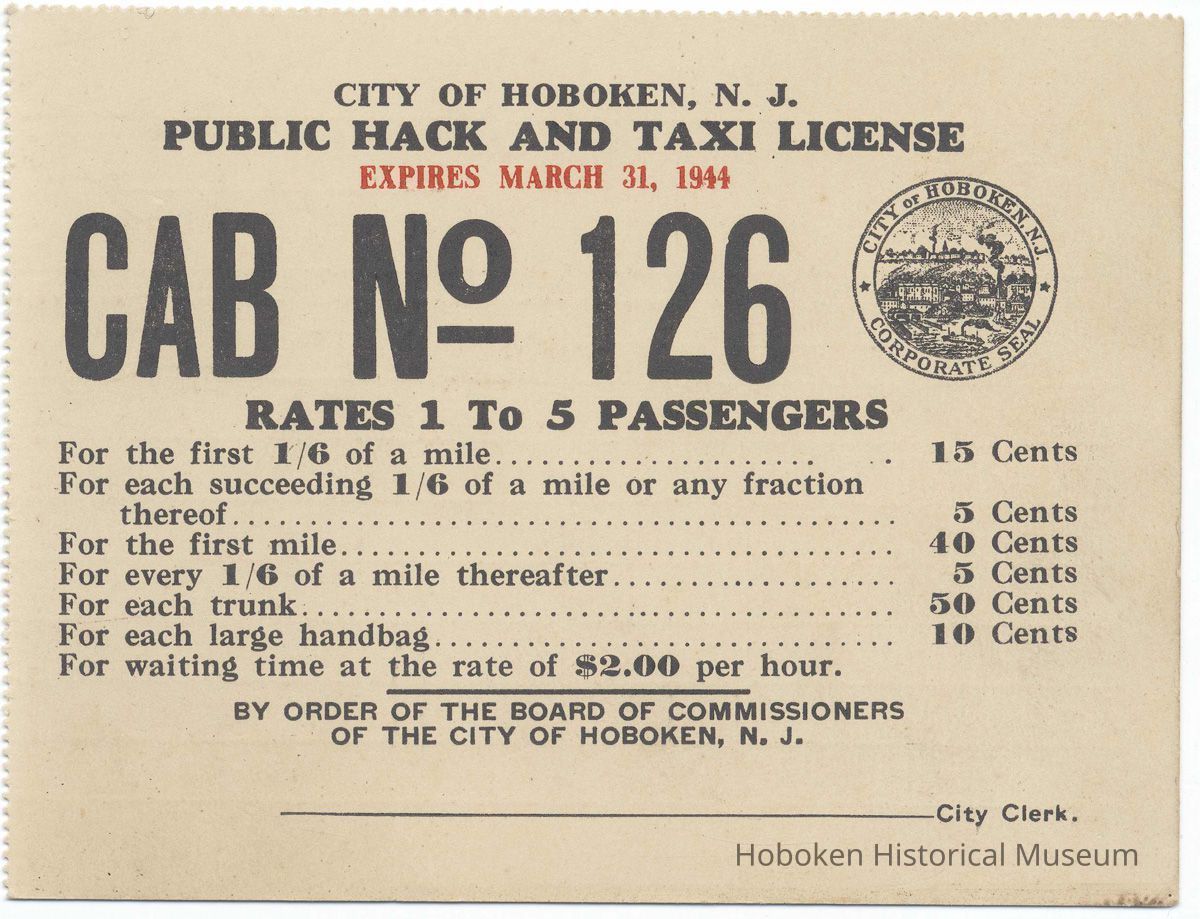 CITY OF HOBOKEN, N. J.
PUBLIC HACK AND TAXI LICENSE
EXPIRES MARCH 31, 1944
CAB No 126
CITY OF HOBOKEN, N.J.
CORPORATE SEAL
RATES 1 To 5 PASSENGERS
For the first 1/6 of a mile...................... .. 15 Cents
For each succeeding 1/6 of a mile or any fraction
thereof............................................. 5 Cents
For the first mile..................................... 40 Cents
For every 1/6 of a mile thereafter................... 5 Cents
For each trunk........................................ 50 Cents
For each large handbag............................... 10 Cents
For waiting time at the rate of $2.00 per hour.
BY ORDER OF THE BOARD OF COMMISSIONERS
OF THE CITY OF HOBOKEN, N. J.
City Clerk.
Hoboken Historical Museum